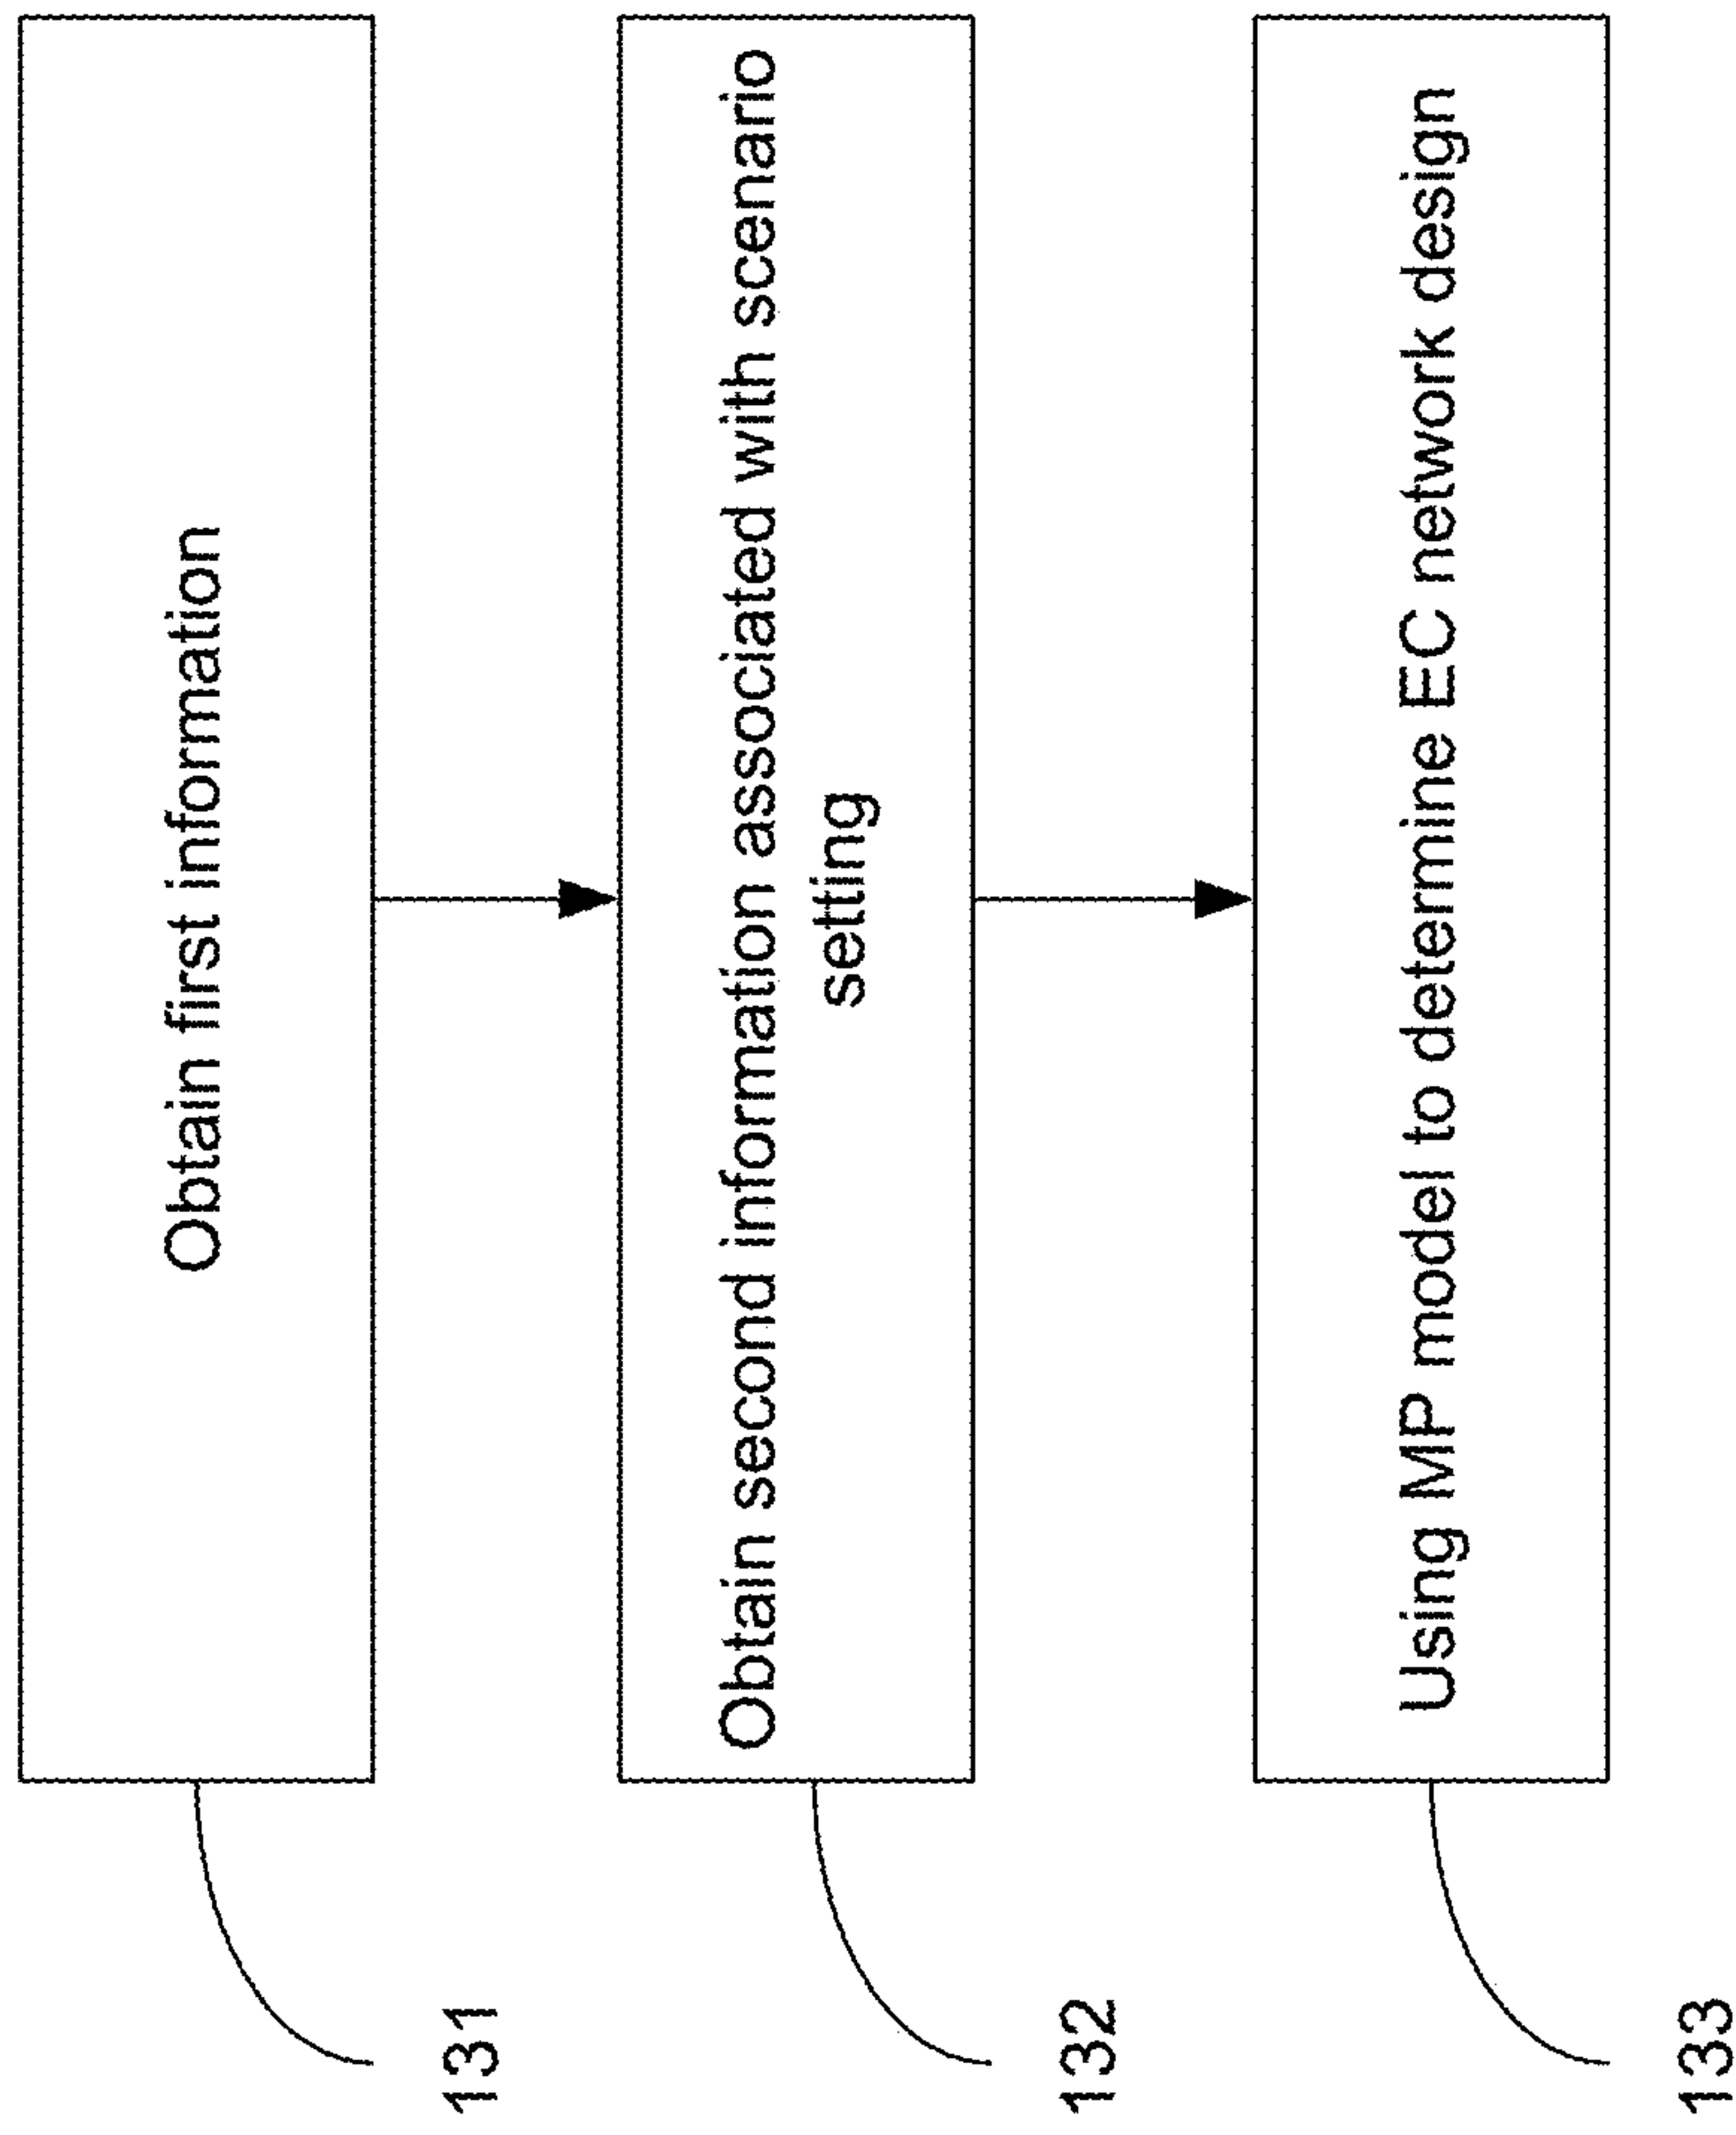 Obtain first information
131
Obtain second information associated with scenario
setting
132
Using MP model to determine EC network design
133